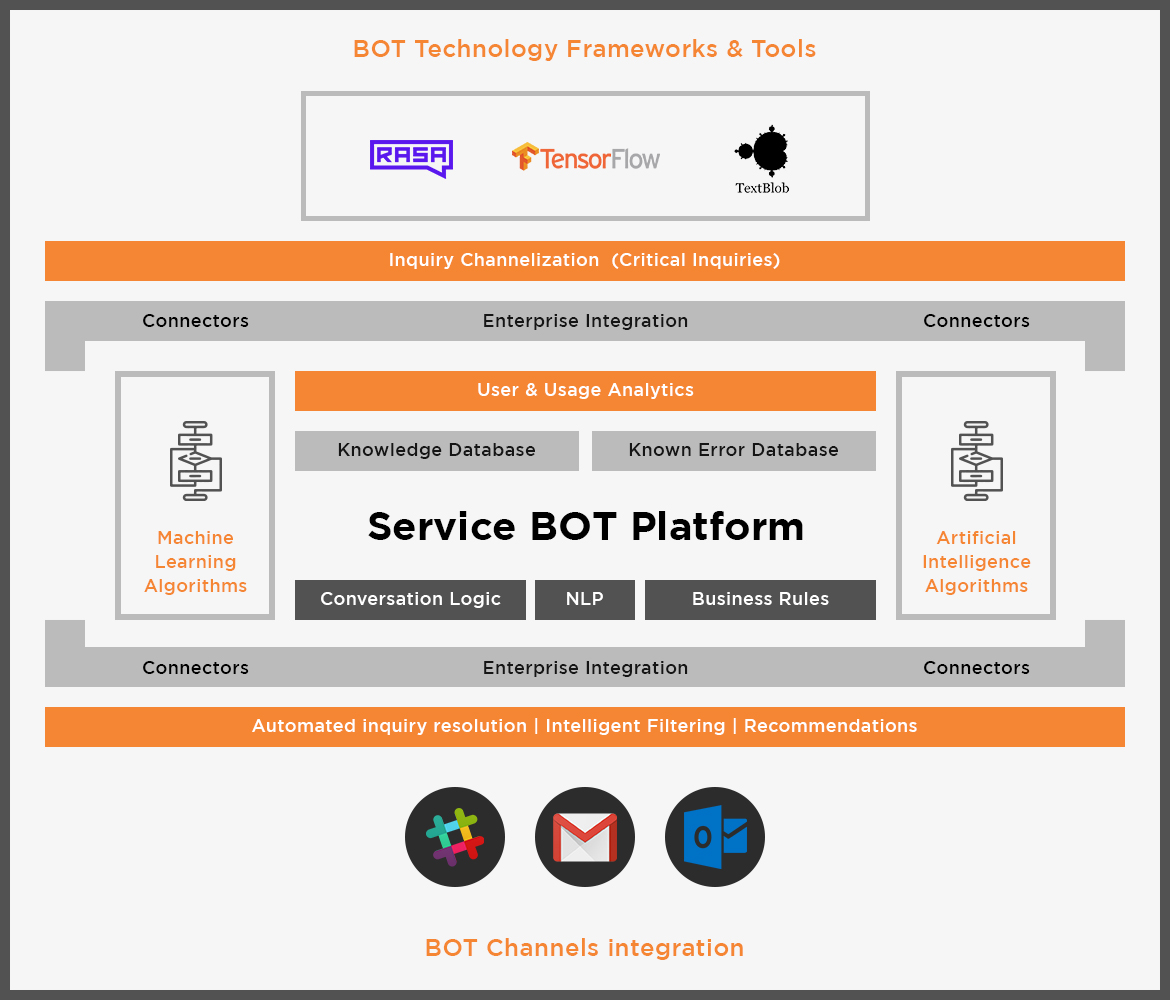 BOT Technology Frameworks & Tools
RASA
TensorFlow
TextBlob
Inquiry Channelization (Critical Inquiries)
Connectors Enterprise Integration Connectors
User & Usage Analytics
Knowledge Database Known Error Database
Service BOT Platform
Machine
Learning
Algorithms
Artificial
Intelligence
Algorithms
Conversation Logic NLP Business Rules
Connectors Enterprise Integration Connectors
Automated inquiry resolution | Intelligent Filtering | Recommendations
O
BOT Channels integration